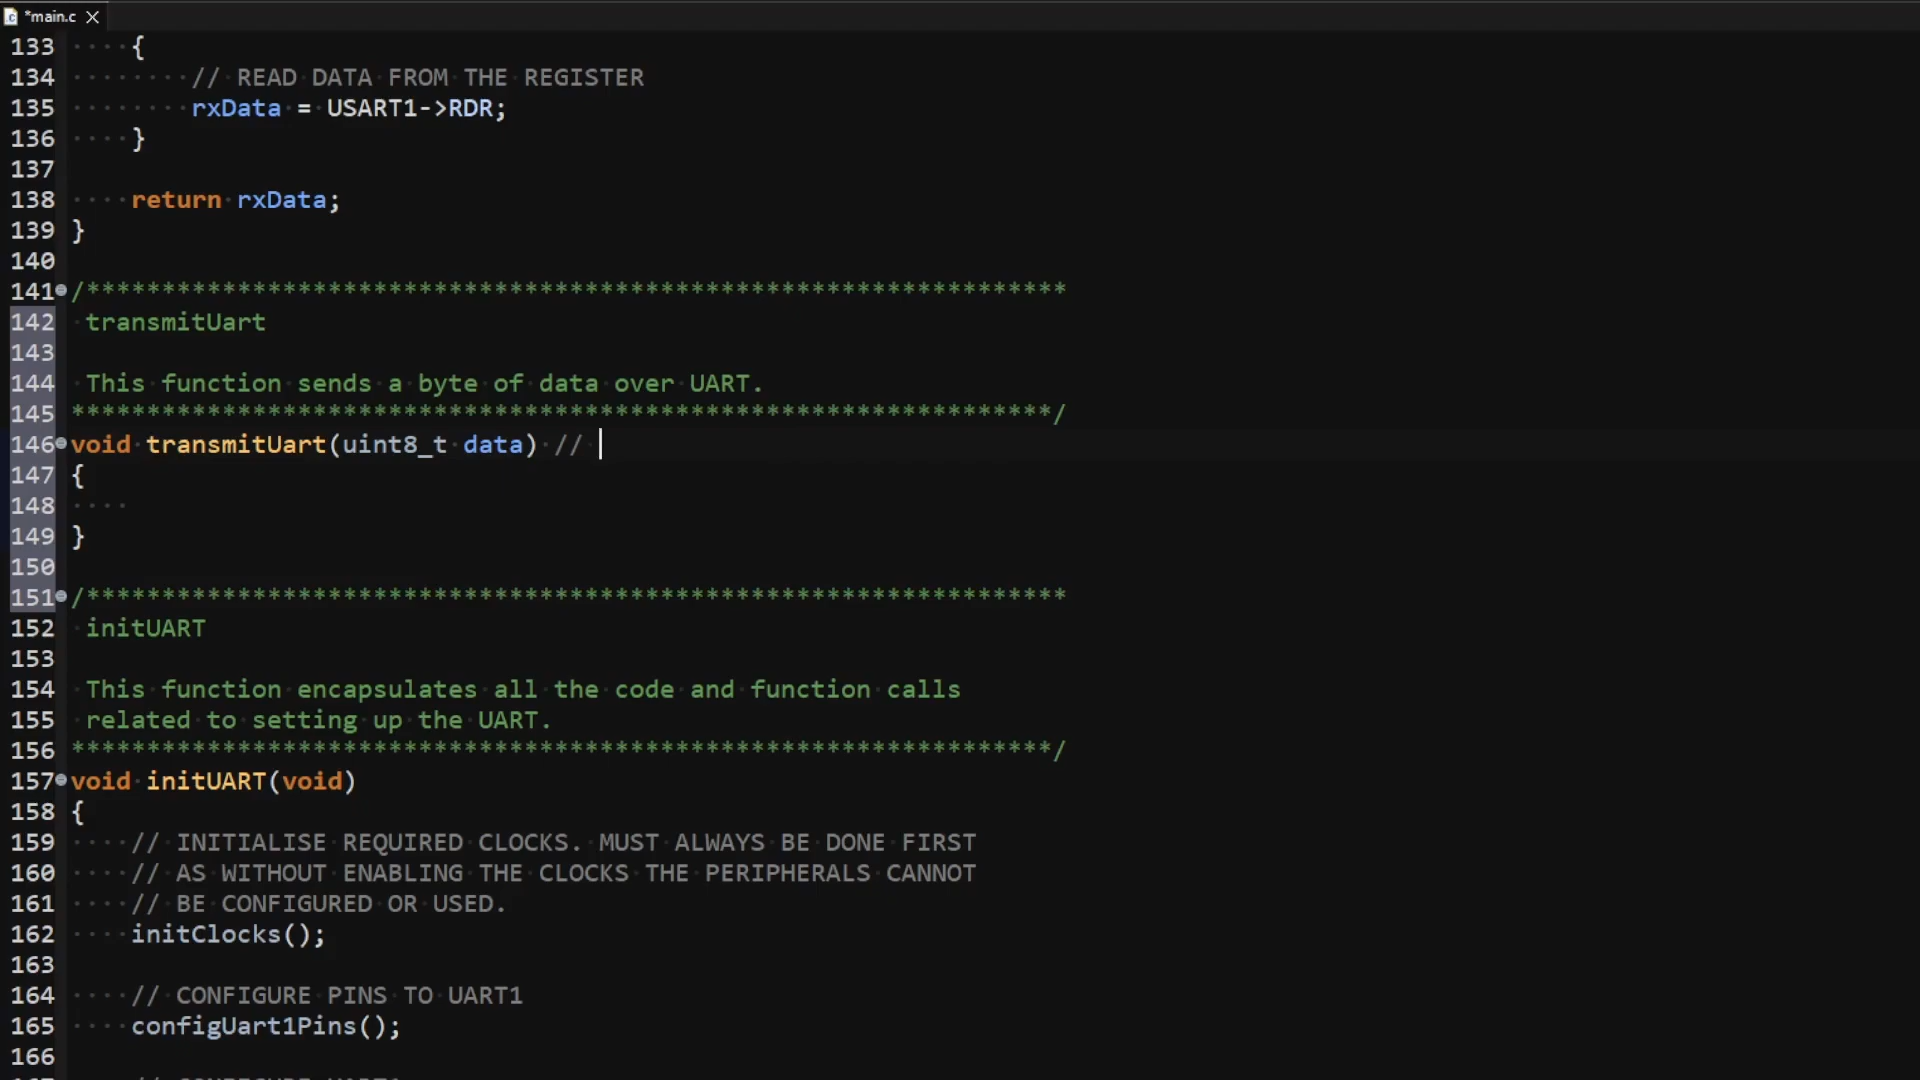 *main.c
133 {
134 // READ DATA FROM THE REGISTER
135 rxData = USART1->RDR;
136 }
137
138 return rxData;
139 }
140
141 /*****************************************************************
142 transmitUart
143
144 This function sends a byte of data over UART.
145 *****************************************************************/
146 void transmitUart(uint8_t data) //
147 {
148
149 }
150
151 /*****************************************************************
152 initUART
153
154 This function encapsulates all the code and function calls
155 related to setting up the UART.
156 *****************************************************************/
157 void initUART(void)
158 {
159 // INITIALISE REQUIRED CLOCKS. MUST ALWAYS BE DONE FIRST
160 // AS WITHOUT ENABLING THE CLOCKS THE PERIPHERALS CANNOT
161 // BE CONFIGURED OR USED.
162 initClocks();
163
164 // CONFIGURE PINS TO UART1
165 configUart1Pins();
166